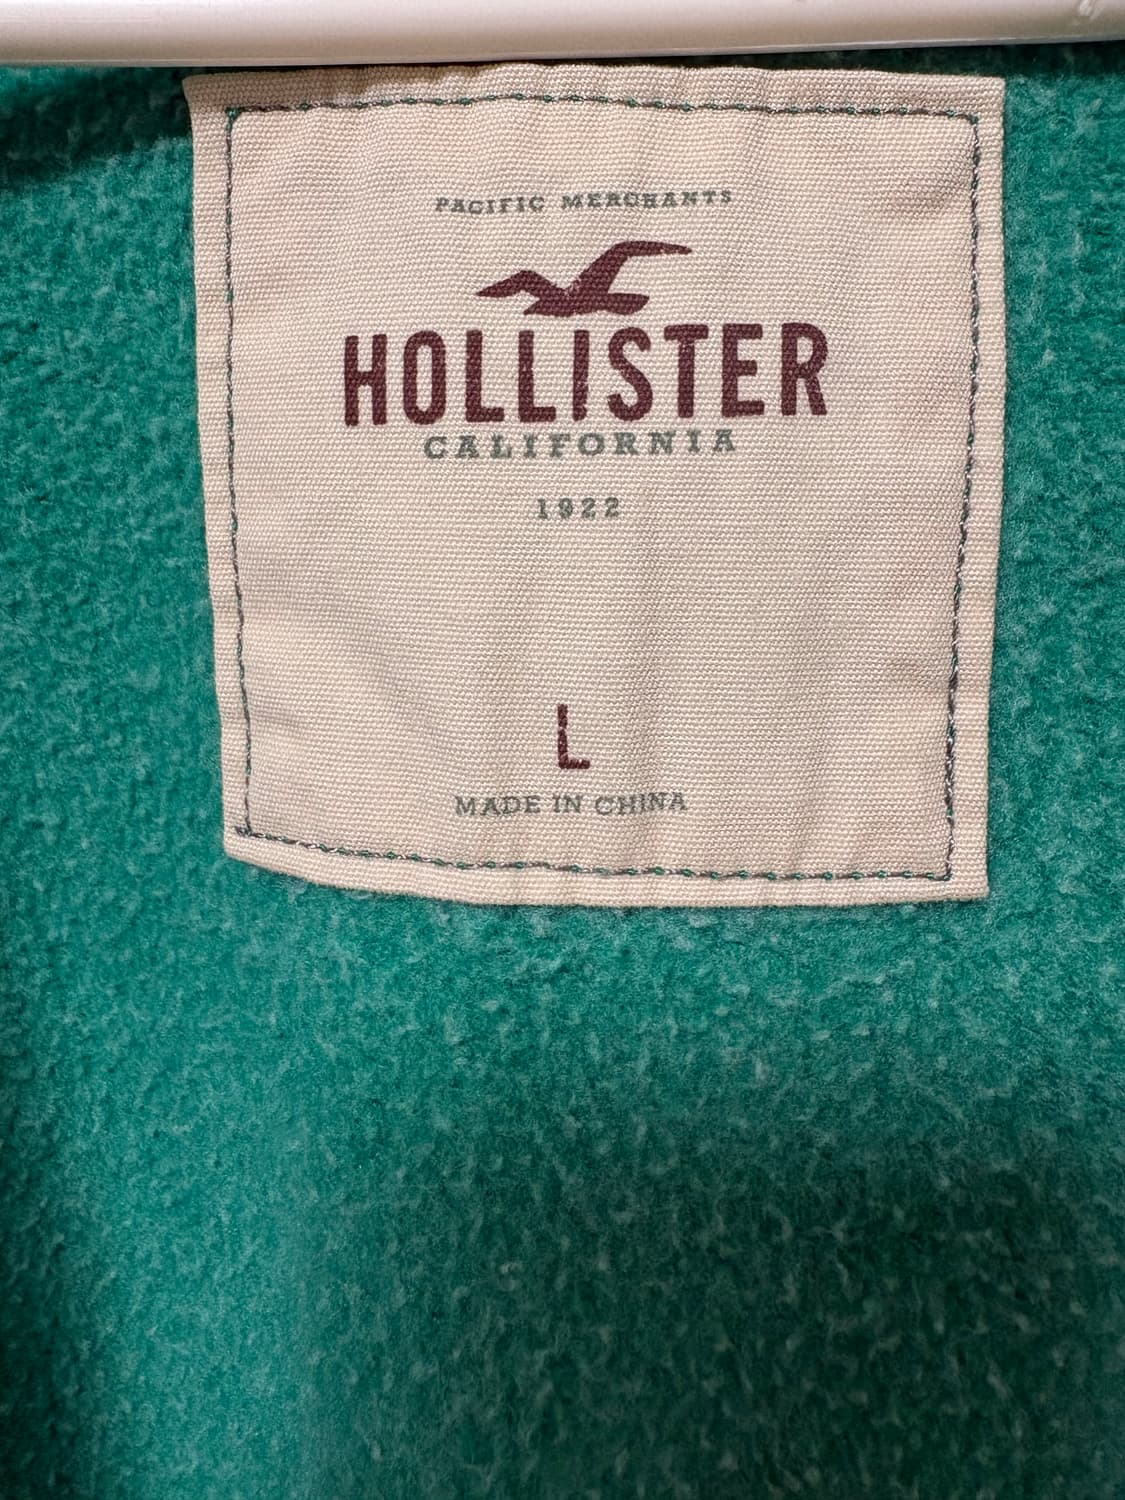 PACIFIC MERCHANTS
HOLLISTER
CALIFORNIA
1922
L
MADE IN CHINA